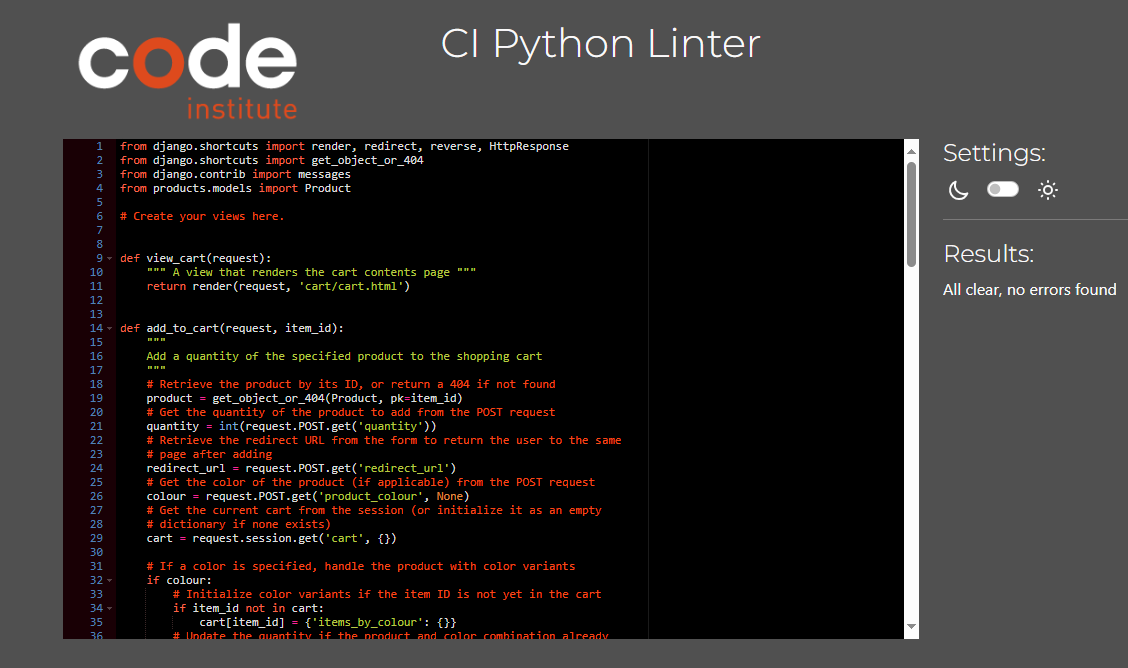 code
institute
CI Python Linter
1 from django.shortcuts import render, redirect, reverse, HttpResponse
2 from django.shortcuts import get_object_or_404
3 from django.contrib import messages
4 from products.models import Product
5
6 # Create your views here.
7
8
9 def view_cart(request):
10     """ A view that renders the cart contents page """
11     return render(request, 'cart/cart.html')
12
13
14 def add_to_cart(request, item_id):
15     """
16     Add a quantity of the specified product to the shopping cart
17     """
18     # Retrieve the product by its ID, or return a 404 if not found
19     product = get_object_or_404(Product, pk=item_id)
20     # Get the quantity of the product to add from the POST request
21     quantity = int(request.POST.get('quantity'))
22     # Retrieve the redirect URL from the form to return the user to the same
23     # page after adding
24     redirect_url = request.POST.get('redirect_url')
25     # Get the color of the product (if applicable) from the POST request
26     colour = request.POST.get('product_colour', None)
27     # Get the current cart from the session (or initialize it as an empty
28     # dictionary if none exists)
29     cart = request.session.get('cart', {})
30
31     # If a color is specified, handle the product with color variants
32     if colour:
33         # Initialize color variants if the item ID is not yet in the cart
34         if item_id not in cart:
35             cart[item_id] = {'items_by_colour': {}}
36         # Update the quantity if the product and color combination already
Settings:
Results:
All clear, no errors found